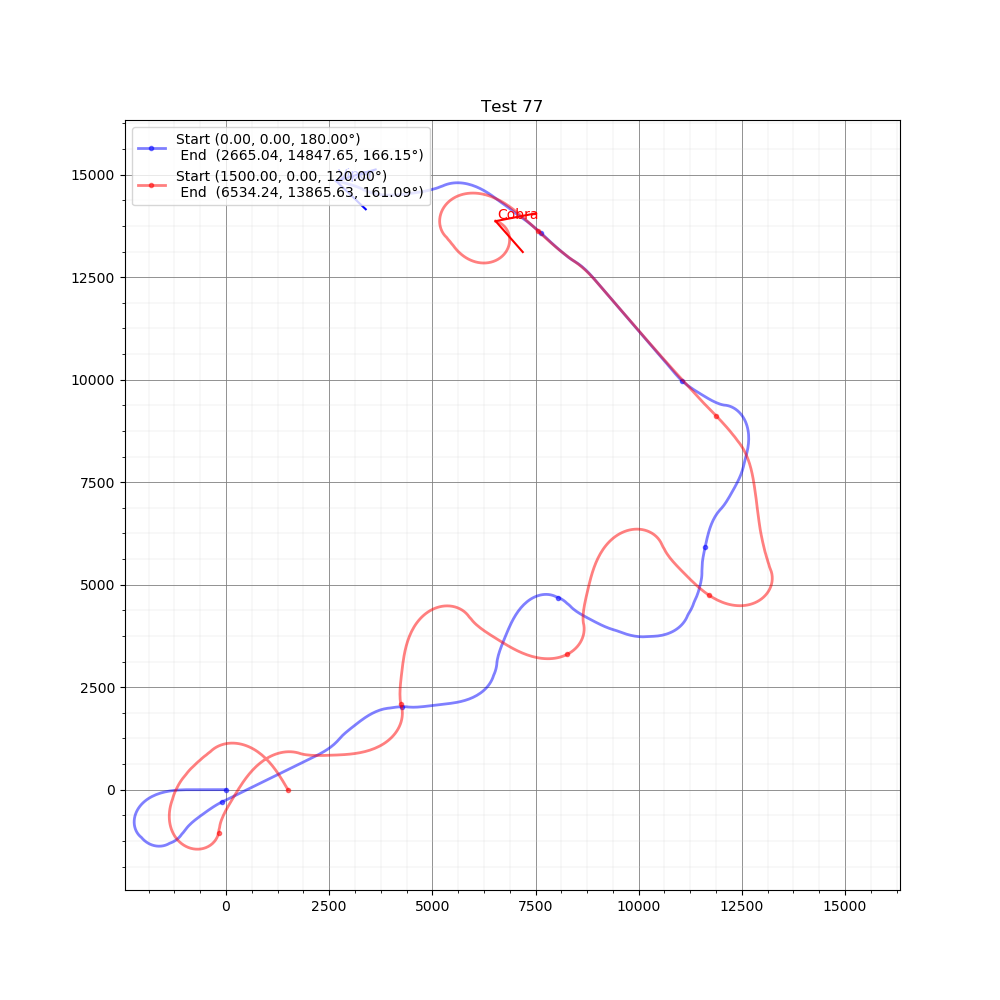 Test 77
Start (0.00, 0.00, 180.00°)
End (2665.04, 14847.65, 166.15°)
Start (1500.00, 0.00, 120.00°)
End (6534.24, 13865.63, 161.09°)
Cobra
15000
12500
10000
7500
5000
2500
0
0 2500 5000 7500 10000 12500 15000